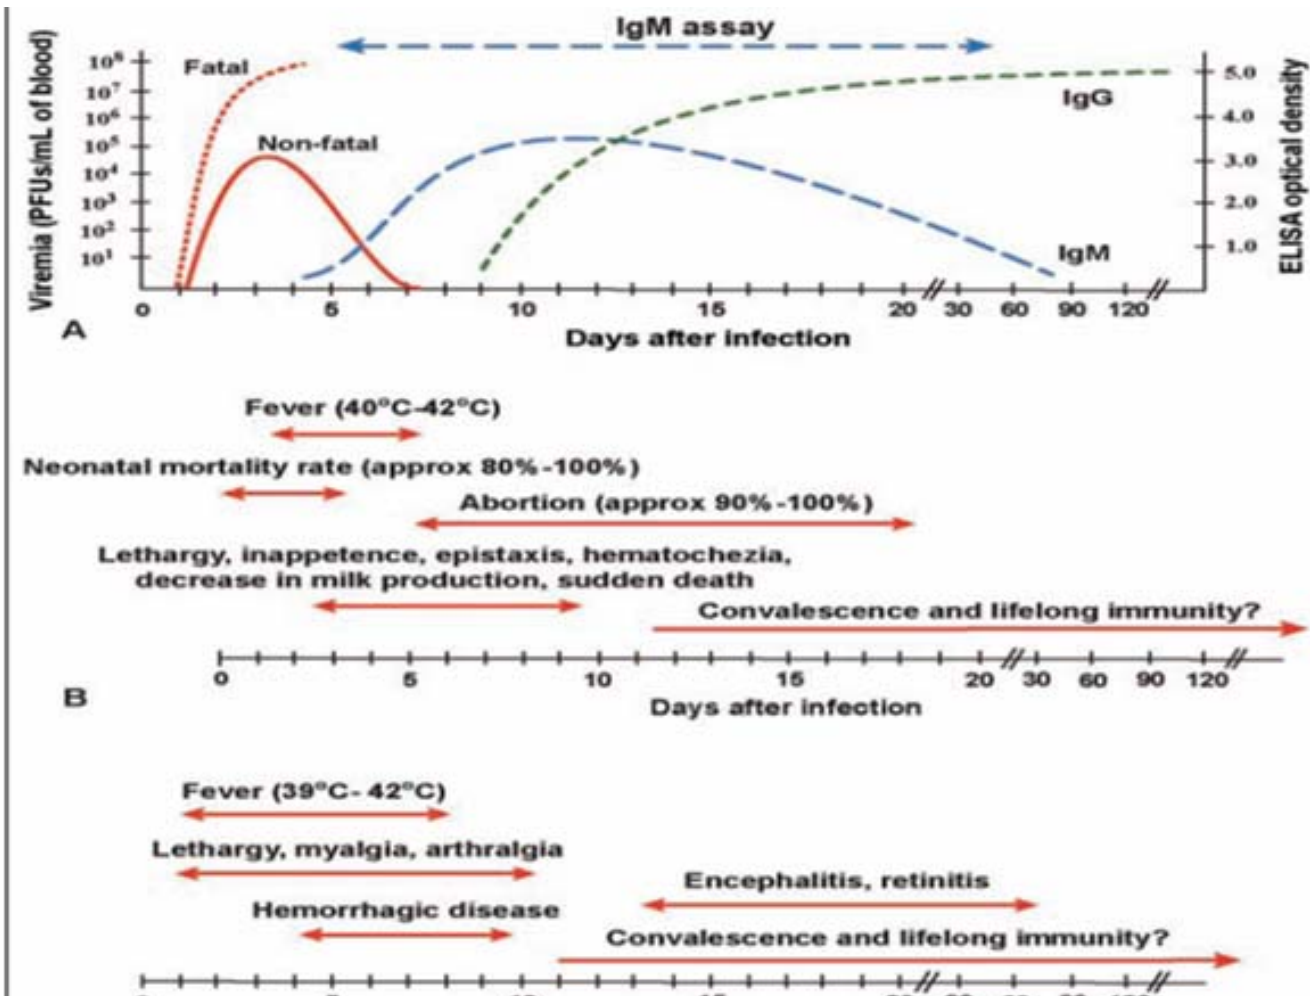 IgM assay
Viremia (PFUs/mL of blood)
10⁸
10⁷
10⁶
10⁵
10⁴
10³
10²
10¹
Fatal
Non-fatal
IgG
IgM
5.0
4.0
3.0
2.0
1.0
ELISA optical density
0 5 10 15 20 30 60 90 120
Days after infection
A
Fever (40°C-42°C)
Neonatal mortality rate (approx 80%-100%)
Abortion (approx 90%-100%)
Lethargy, inappetence, epistaxis, hematochezia,
decrease in milk production, sudden death
Convalescence and lifelong immunity?
0 5 10 15 20 30 60 90 120
Days after infection
B
Fever (39°C- 42°C)
Lethargy, myalgia, arthralgia
Hemorrhagic disease
Encephalitis, retinitis
Convalescence and lifelong immunity?